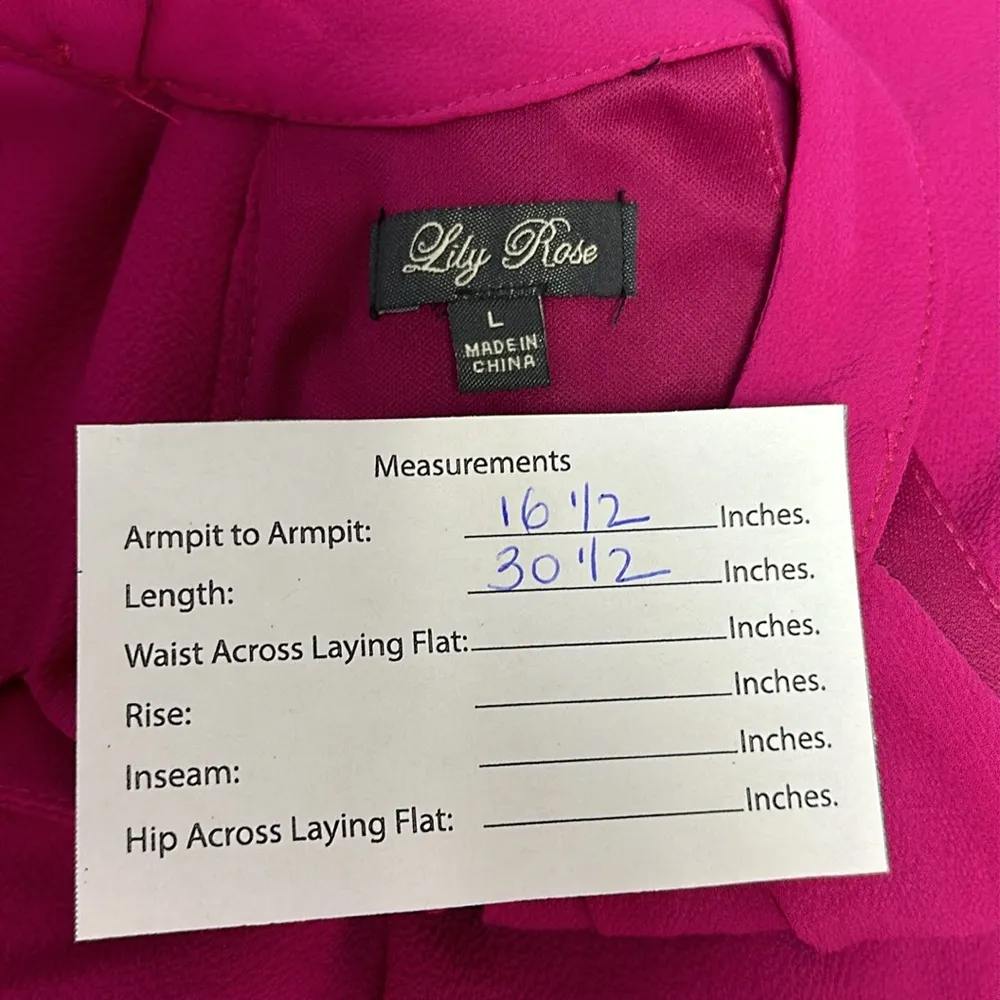 Lily Rose
L
MADE IN
CHINA
Measurements
Armpit to Armpit: 16 1/2 Inches.
Length: 30 1/2 Inches.
Waist Across Laying Flat: Inches.
Rise: Inches.
Inseam: Inches.
Hip Across Laying Flat: Inches.